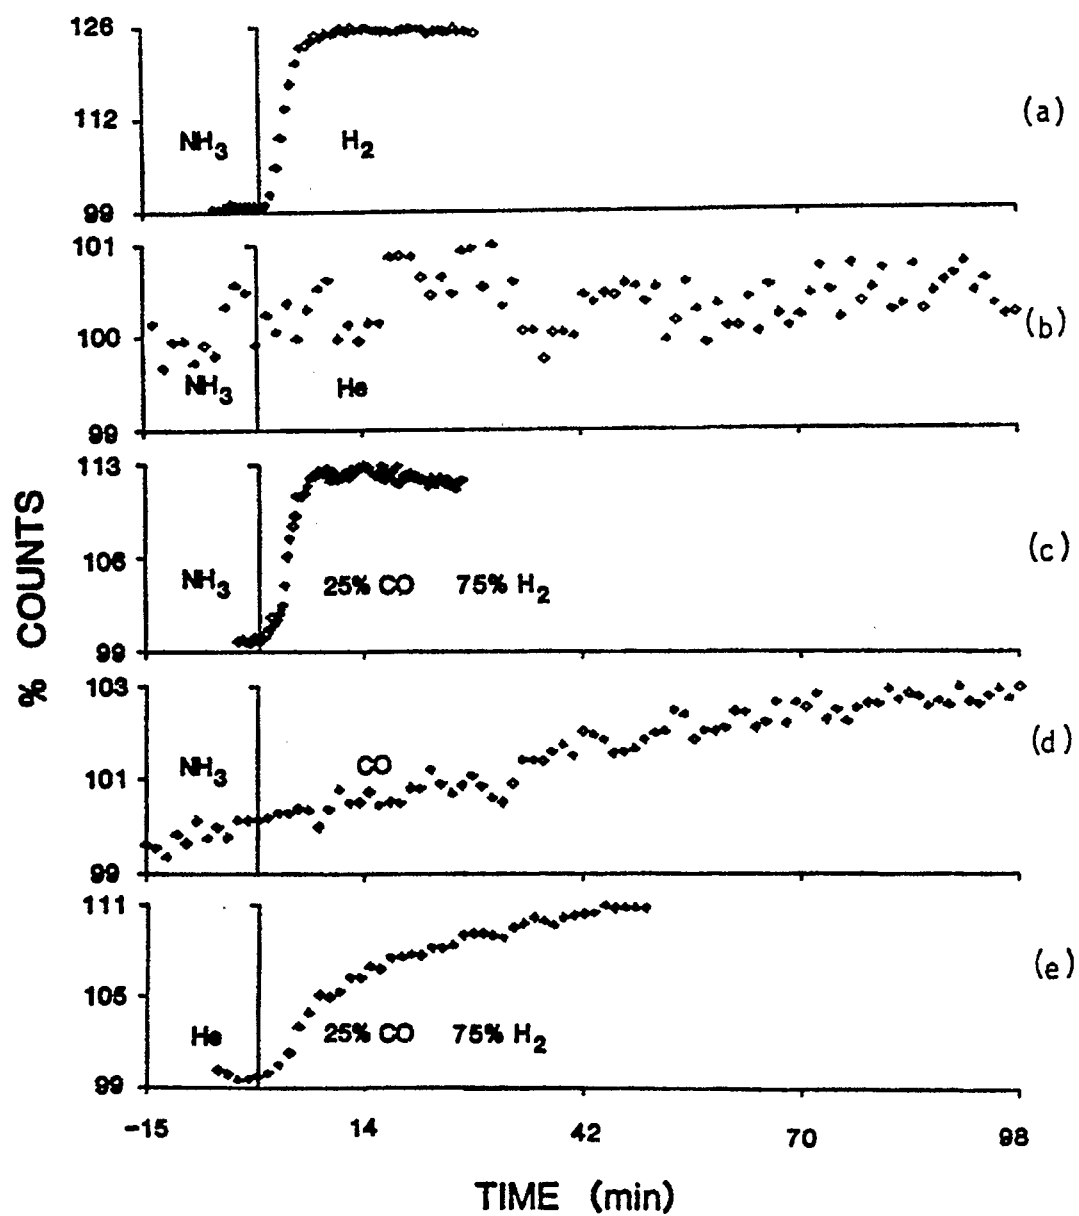 126
112
99
NH3
H2
(a)
101
100
99
NH3
He
(b)
113
106
99
NH3
25% CO 75% H2
(c)
103
101
99
NH3
CO
(d)
111
105
99
He
25% CO 75% H2
(e)
-15 14 42 70 98
TIME (min)
% COUNTS